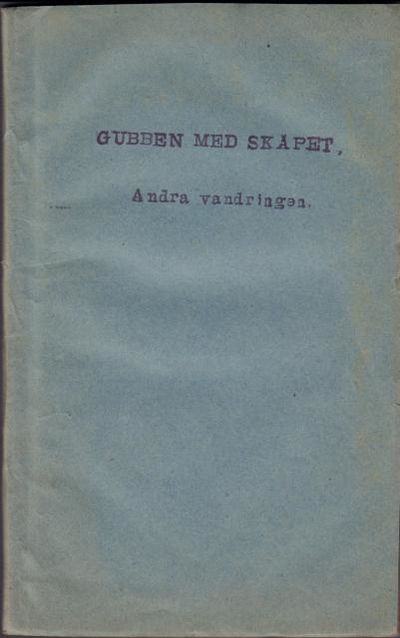 GUBBEN MED SKÅPET,
Andra vandringen.